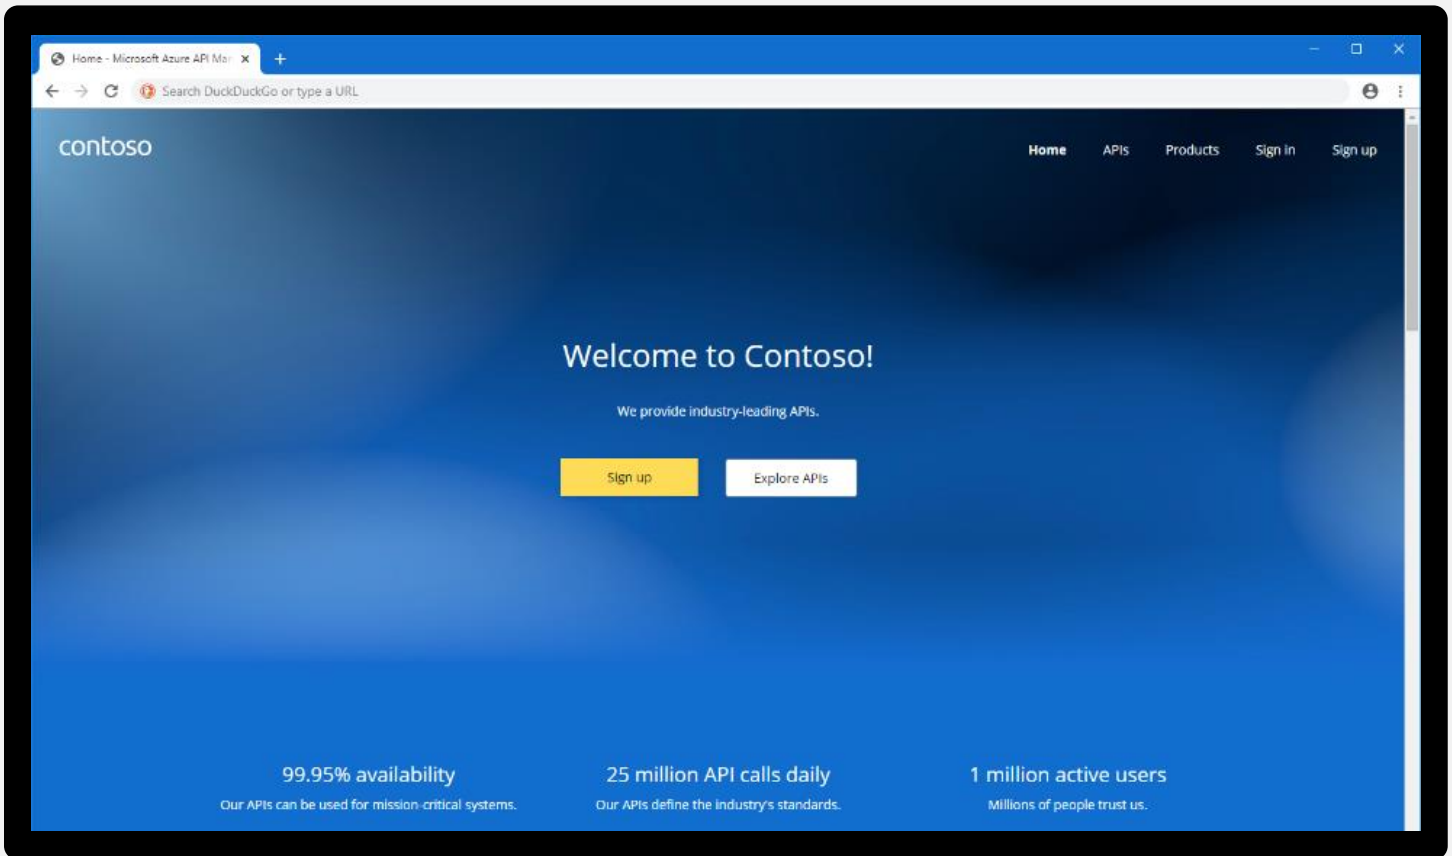 Home - Microsoft Azure API Mar
Search DuckDuckGo or type a URL
contoso
Home APIs Products Sign in Sign up
Welcome to Contoso!
We provide industry-leading APIs.
Sign up Explore APIs
99.95% availability 25 million API calls daily 1 million active users
Our APIs can be used for mission-critical systems. Our APIs define the industry's standards. Millions of people trust us.